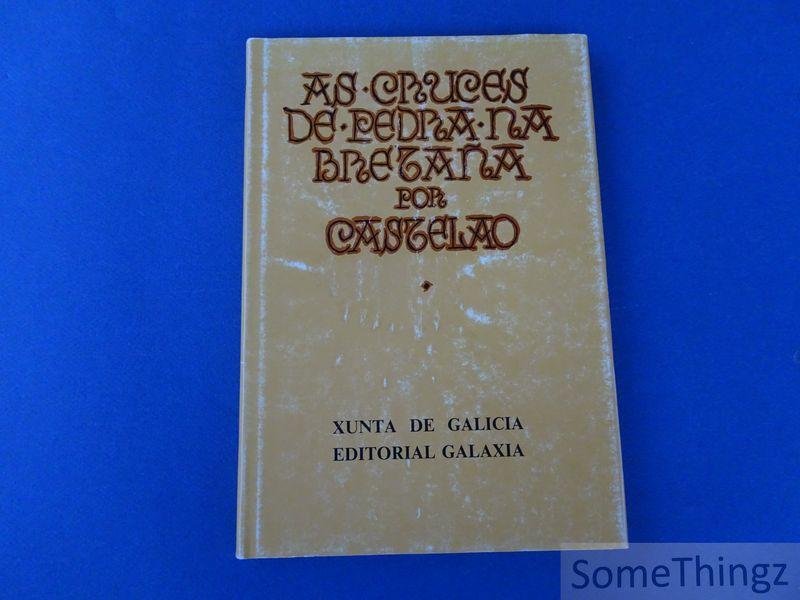 AS · CRUCES
DE · PEDRA · NA
BRETAÑA
POR
CASTELAO
XUNTA DE GALICIA
EDITORIAL GALAXIA
SomeThingz